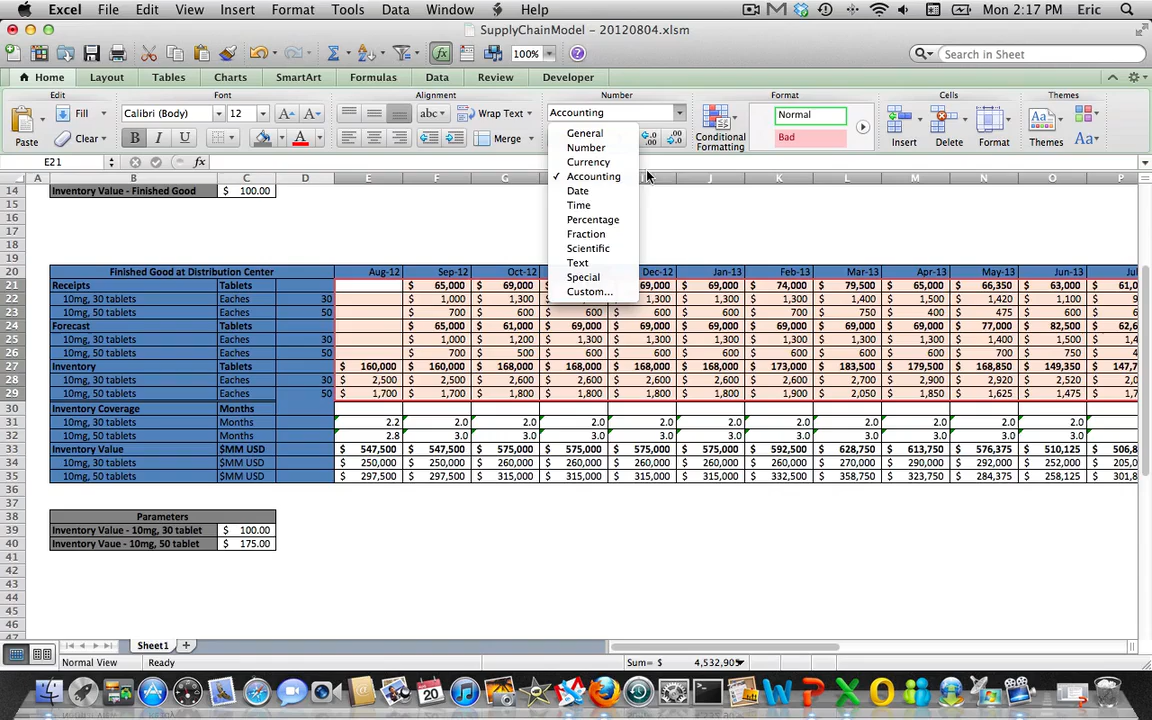 Excel File Edit View Insert Format Tools Data Window Help Mon 2:17 PM Eric
SupplyChainModel – 20120804.xlsm
100% Search in Sheet
Home Layout Tables Charts SmartArt Formulas Data Review Developer
Edit Font Alignment Number Format Cells Themes
Fill Calibri (Body) 12 abc Wrap Text Accounting Normal
Paste Clear B I U Merge Conditional Formatting Bad Insert Delete Format Themes Aa
General
Number
Currency
✓ Accounting
Date
Time
Percentage
Fraction
Scientific
Text
Special
Custom...
E21 fx
A B C D E F G J K L M N O P
14 Inventory Value - Finished Good $ 100.00
15
16
17
18
19
20 Finished Good at Distribution Center Aug-12 Sep-12 Oct-12 Dec-12 Jan-13 Feb-13 Mar-13 Apr-13 May-13 Jun-13
21 Receipts Tablets $ 65,000 $ 69,000 69,000 $ 69,000 $ 74,000 $ 79,500 $ 65,000 $ 66,350 $ 63,000 $
22 10mg, 30 tablets Eaches 30 $ 1,000 $ 1,300 1,300 $ 1,300 $ 1,300 $ 1,400 $ 1,500 $ 1,420 $ 1,100 $
23 10mg, 50 tablets Eaches 50 $ 700 $ 600 $ 600 $ 600 $ 600 $ 700 $ 750 $ 400 $ 475 $ 600 $
24 Forecast Tablets $ 65,000 $ 61,000 $ 69,000 $ 69,000 $ 69,000 $ 69,000 $ 69,000 $ 69,000 $ 77,000 $ 82,500 $
25 10mg, 30 tablets Eaches 30 $ 1,000 $ 1,200 $ 1,300 $ 1,300 $ 1,300 $ 1,300 $ 1,300 $ 1,400 $ 1,500 $
26 10mg, 50 tablets Eaches 50 $ 700 $ 500 $ 600 $ 600 $ 600 $ 600 $ 600 $ 600 $ 700 $ 750 $
27 Inventory Tablets $ 160,000 $ 160,000 $ 168,000 $ 168,000 $ 168,000 $ 168,000 $ 173,000 $ 183,500 $ 179,500 $ 168,850 $ 149,350 $
28 10mg, 30 tablets Eaches 30 $ 2,500 $ 2,500 $ 2,600 $ 2,600 $ 2,600 $ 2,600 $ 2,600 $ 2,700 $ 2,900 $ 2,920 $ 2,520 $
29 10mg, 50 tablets Eaches 50 $ 1,700 $ 1,700 $ 1,800 $ 1,800 $ 1,800 $ 1,800 $ 1,900 $ 2,050 $ 1,850 $ 1,625 $ 1,475 $
30 Inventory Coverage Months
31 10mg, 30 tablets Months 2.2 2.0 2.0 2.0 2.0 2.0 2.0 2.0 2.0 2.0 2.0
32 10mg, 50 tablets Months 2.8 3.0 3.0 3.0 3.0 3.0 3.0 3.0 3.0 3.0 3.0
33 Inventory Value $MM USD $ 547,500 $ 547,500 $ 575,000 $ 575,000 $ 575,000 $ 575,000 $ 592,500 $ 628,750 $ 613,750 $ 576,375 $ 510,125 $
34 10mg, 30 tablets $MM USD $ 250,000 $ 250,000 $ 260,000 $ 260,000 $ 260,000 $ 260,000 $ 260,000 $ 270,000 $ 290,000 $ 292,000 $ 252,000 $
35 10mg, 50 tablets $MM USD $ 297,500 $ 297,500 $ 315,000 $ 315,000 $ 315,000 $ 315,000 $ 332,500 $ 358,750 $ 323,750 $ 284,375 $ 258,125 $
36
37
38 Parameters
39 Inventory Value - 10mg, 30 tablet $ 100.00
40 Inventory Vaue - 10mg, 50 tablet $ 175.00
41
42
43
44
45
46
47
Sheet1
Normal View Ready Sum= $
20